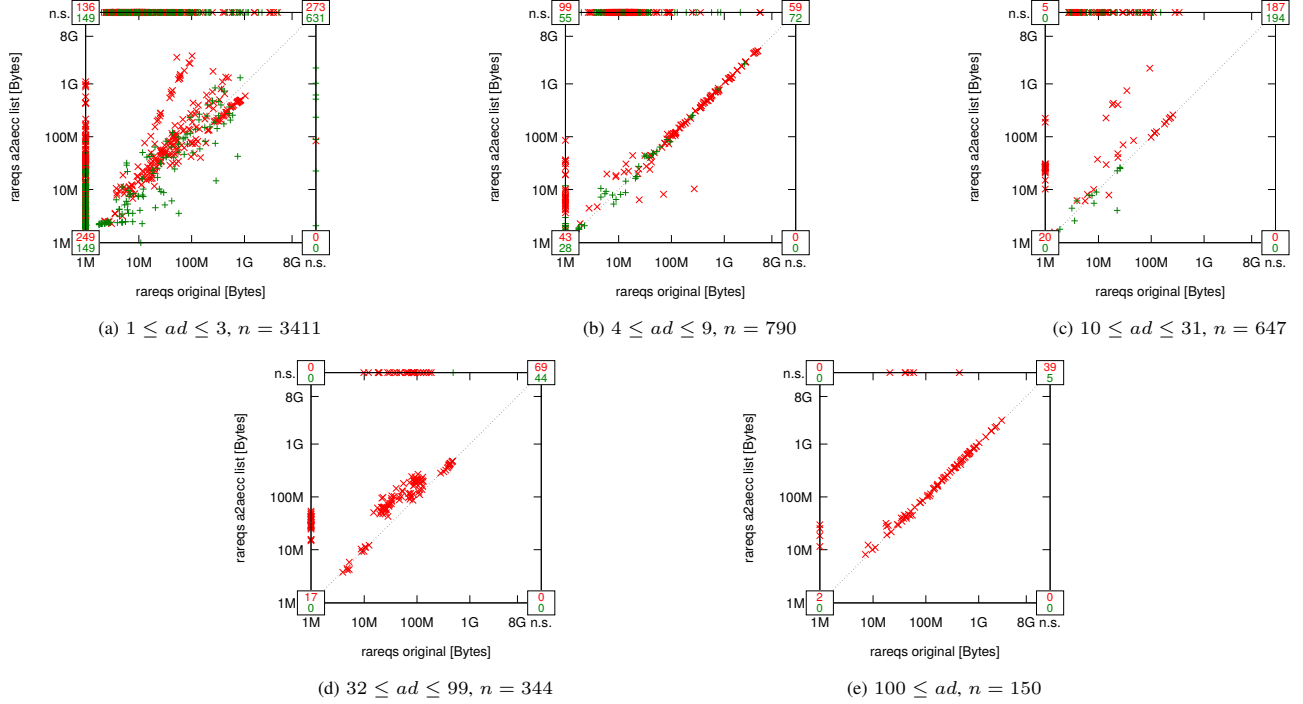 136
149
273
631
n.s.
8G
1G
100M
10M
1M
rareqs a2aecc list [Bytes]
249
149
0
0
1M 10M 100M 1G 8G n.s.
rareqs original [Bytes]
(a) 1 ≤ ad ≤ 3, n = 3411
99
55
59
72
n.s.
8G
1G
100M
10M
1M
rareqs a2aecc list [Bytes]
43
28
0
0
1M 10M 100M 1G 8G n.s.
rareqs original [Bytes]
(b) 4 ≤ ad ≤ 9, n = 790
5
0
187
194
n.s.
8G
1G
100M
10M
1M
rareqs a2aecc list [Bytes]
20
0
0
0
1M 10M 100M 1G 8G n.s.
rareqs original [Bytes]
(c) 10 ≤ ad ≤ 31, n = 647
0
0
69
44
n.s.
8G
1G
100M
10M
1M
rareqs a2aecc list [Bytes]
17
0
0
0
1M 10M 100M 1G 8G n.s.
rareqs original [Bytes]
(d) 32 ≤ ad ≤ 99, n = 344
0
0
39
5
n.s.
8G
1G
100M
10M
1M
rareqs a2aecc list [Bytes]
2
0
0
0
1M 10M 100M 1G 8G n.s.
rareqs original [Bytes]
(e) 100 ≤ ad, n = 150